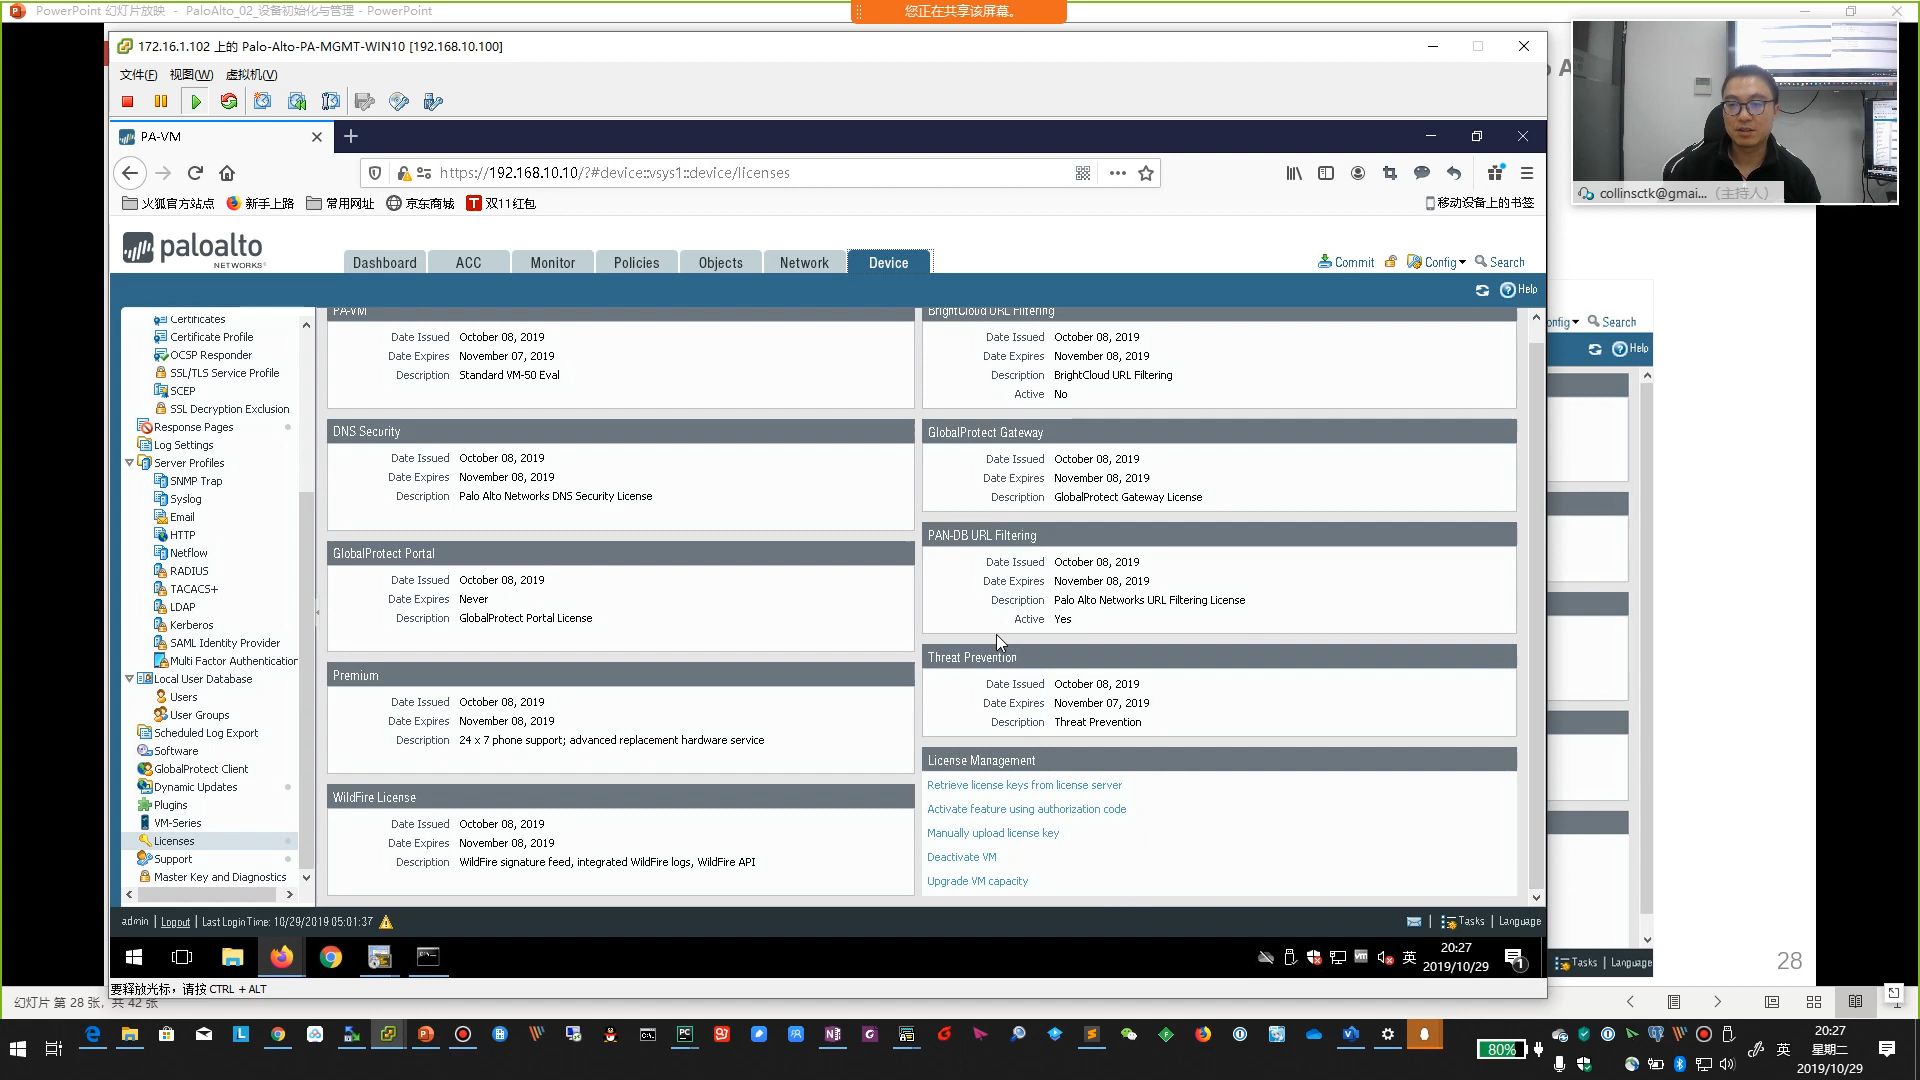 PowerPoint 幻灯片放映 - PaloAlto_02_设备初始化与管理 - PowerPoint
您正在共享该屏幕。
172.16.1.102 上的 Palo-Alto-PA-MGMT-WIN10 [192.168.10.100]
文件(F) 视图(W) 虚拟机(V)
PA-VM
https://192.168.10.10/?#device::vsys1::device/licenses
火狐官方站点 新手上路 常用网址 京东商城 双11红包
移动设备上的书签
collinsctk@gmai... （主持人）
paloalto
NETWORKS
Dashboard ACC Monitor Policies Objects Network Device
Commit Config Search
Help
Certificates
Certificate Profile
OCSP Responder
SSL/TLS Service Profile
SCEP
SSL Decryption Exclusion
Response Pages
Log Settings
Server Profiles
SNMP Trap
Syslog
Email
HTTP
Netflow
RADIUS
TACACS+
LDAP
Kerberos
SAML Identity Provider
Multi Factor Authentication
Local User Database
Users
User Groups
Scheduled Log Export
Software
GlobalProtect Client
Dynamic Updates
Plugins
VM-Series
Licenses
Support
Master Key and Diagnostics
PA-VM
Date Issued October 08, 2019
Date Expires November 07, 2019
Description Standard VM-50 Eval
DNS Security
Date Issued October 08, 2019
Date Expires November 08, 2019
Description Palo Alto Networks DNS Security License
GlobalProtect Portal
Date Issued October 08, 2019
Date Expires Never
Description GlobalProtect Portal License
Premium
Date Issued October 08, 2019
Date Expires November 08, 2019
Description 24 x 7 phone support; advanced replacement hardware service
WildFire License
Date Issued October 08, 2019
Date Expires November 08, 2019
Description WildFire signature feed, integrated WildFire logs, WildFire API
BrightCloud URL Filtering
Date Issued October 08, 2019
Date Expires November 08, 2019
Description BrightCloud URL Filtering
Active No
GlobalProtect Gateway
Date Issued October 08, 2019
Date Expires November 08, 2019
Description GlobalProtect Gateway License
PAN-DB URL Filtering
Date Issued October 08, 2019
Date Expires November 08, 2019
Description Palo Alto Networks URL Filtering License
Active Yes
Threat Prevention
Date Issued October 08, 2019
Date Expires November 07, 2019
Description Threat Prevention
License Management
Retrieve license keys from license server
Activate feature using authorization code
Manually upload license key
Deactivate VM
Upgrade VM capacity
admin | Logout | Last Login Time: 10/29/2019 05:01:37
Tasks | Language
英
20:27
2019/10/29
1
要释放光标，请按 CTRL + ALT
onfig Search
Help
Tasks | Language
28
幻灯片 第 28 张，共 42 张
80%
英
20:27
星期二
2019/10/29